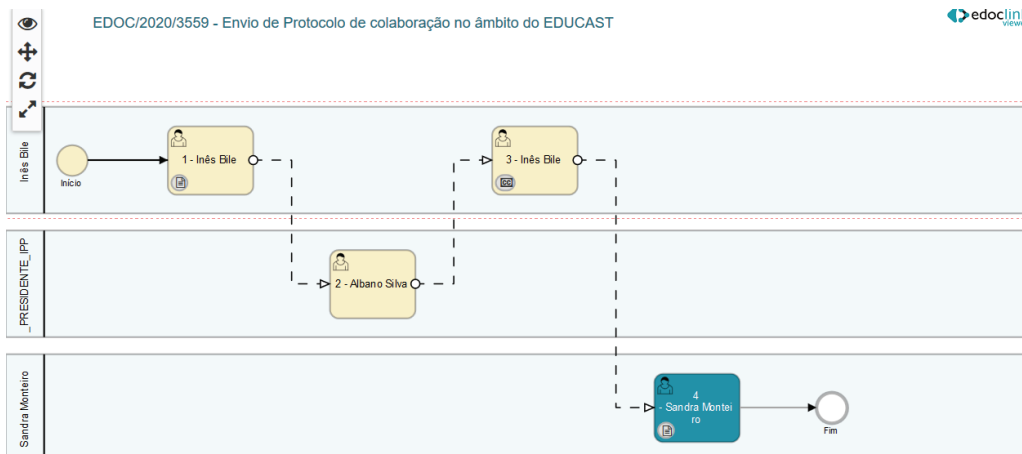 EDOC/2020/3559 - Envio de Protocolo de colaboração no âmbito do EDUCAST
edoclink
viewer
Inês Bile
Início
1 - Inês Bile
3 - Inês Bile
_PRESIDENTE_IPP
2 - Albano Silva
Sandra Monteiro
4
- Sandra Montei
ro
Fim